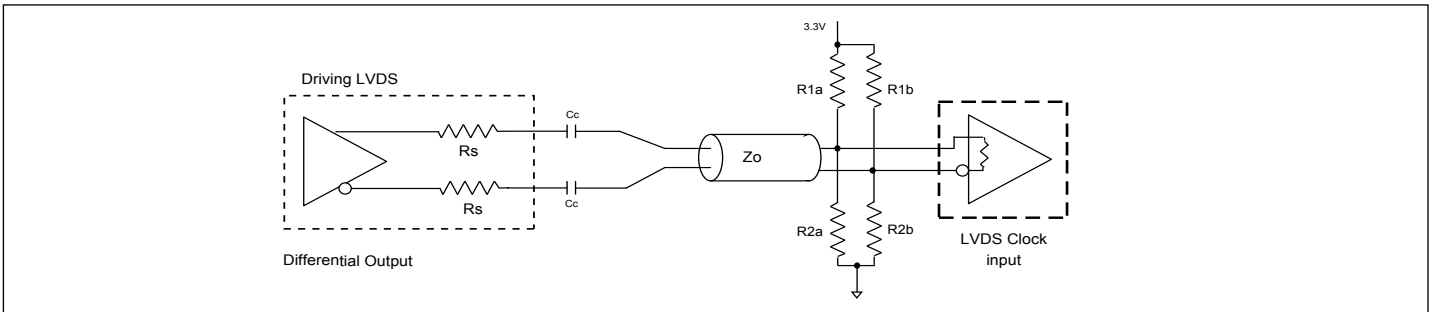 3.3V
Driving LVDS
R1a
R1b
Cc
Rs
Zo
Rs
Cc
R2a
R2b
LVDS Clock
input
Differential Output